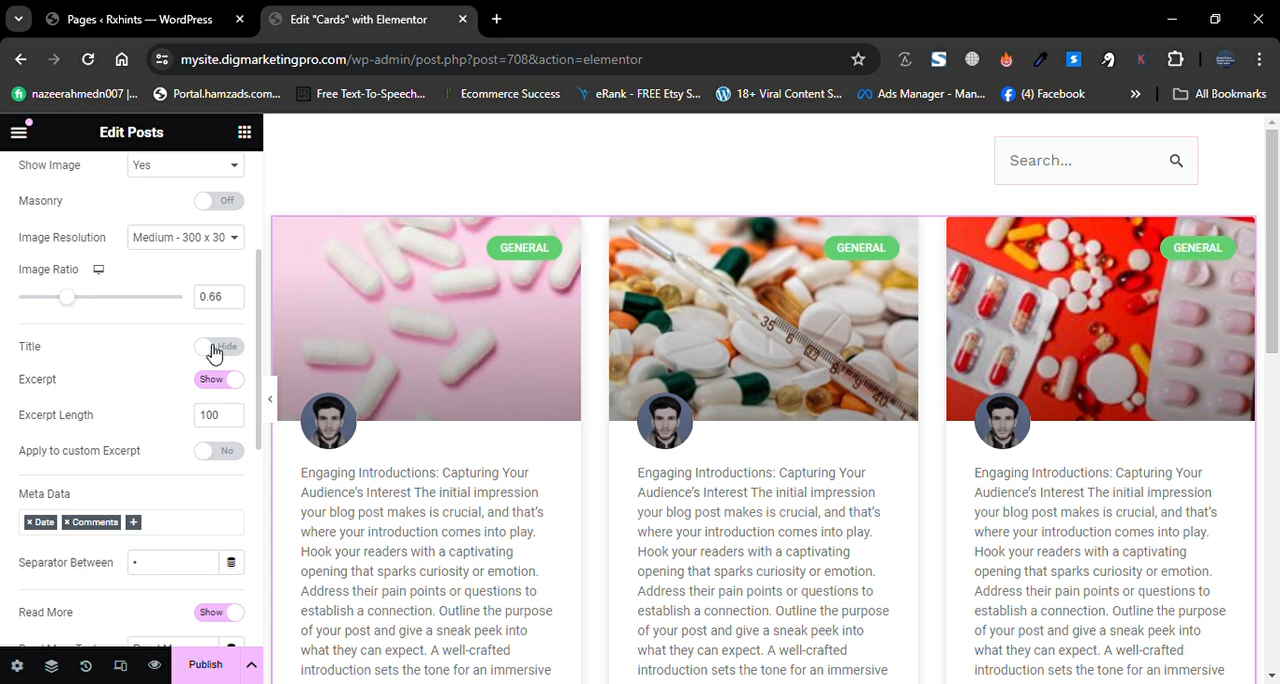 Pages ‹ Rxhints — WordPress
Edit "Cards" with Elementor
mysite.digmarketingpro.com/wp-admin/post.php?post=708&action=elementor
nazeerahmedn007 |...
Portal.hamzads.com...
Free Text-To-Speech...
Ecommerce Success
eRank - FREE Etsy S...
18+ Viral Content S...
Ads Manager - Man...
(4) Facebook
All Bookmarks
Edit Posts
Show Image
Yes
Masonry
Off
Image Resolution
Medium - 300 x 30
Image Ratio
0.66
Title
Hide
Excerpt
Show
Excerpt Length
100
Apply to custom Excerpt
No
Meta Data
× Date × Comments +
Separator Between
•
Read More
Show
Publish
Search...
GENERAL
Engaging Introductions: Capturing Your
Audience's Interest The initial impression
your blog post makes is crucial, and that's
where your introduction comes into play.
Hook your readers with a captivating
opening that sparks curiosity or emotion.
Address their pain points or questions to
establish a connection. Outline the purpose
of your post and give a sneak peek into
what they can expect. A well-crafted
introduction sets the tone for an immersive
GENERAL
35
40
Engaging Introductions: Capturing Your
Audience's Interest The initial impression
your blog post makes is crucial, and that's
where your introduction comes into play.
Hook your readers with a captivating
opening that sparks curiosity or emotion.
Address their pain points or questions to
establish a connection. Outline the purpose
of your post and give a sneak peek into
what they can expect. A well-crafted
introduction sets the tone for an immersive
GENERAL
Engaging Introductions: Capturing Your
Audience's Interest The initial impression
your blog post makes is crucial, and that's
where your introduction comes into play.
Hook your readers with a captivating
opening that sparks curiosity or emotion.
Address their pain points or questions to
establish a connection. Outline the purpose
of your post and give a sneak peek into
what they can expect. A well-crafted
introduction sets the tone for an immersive